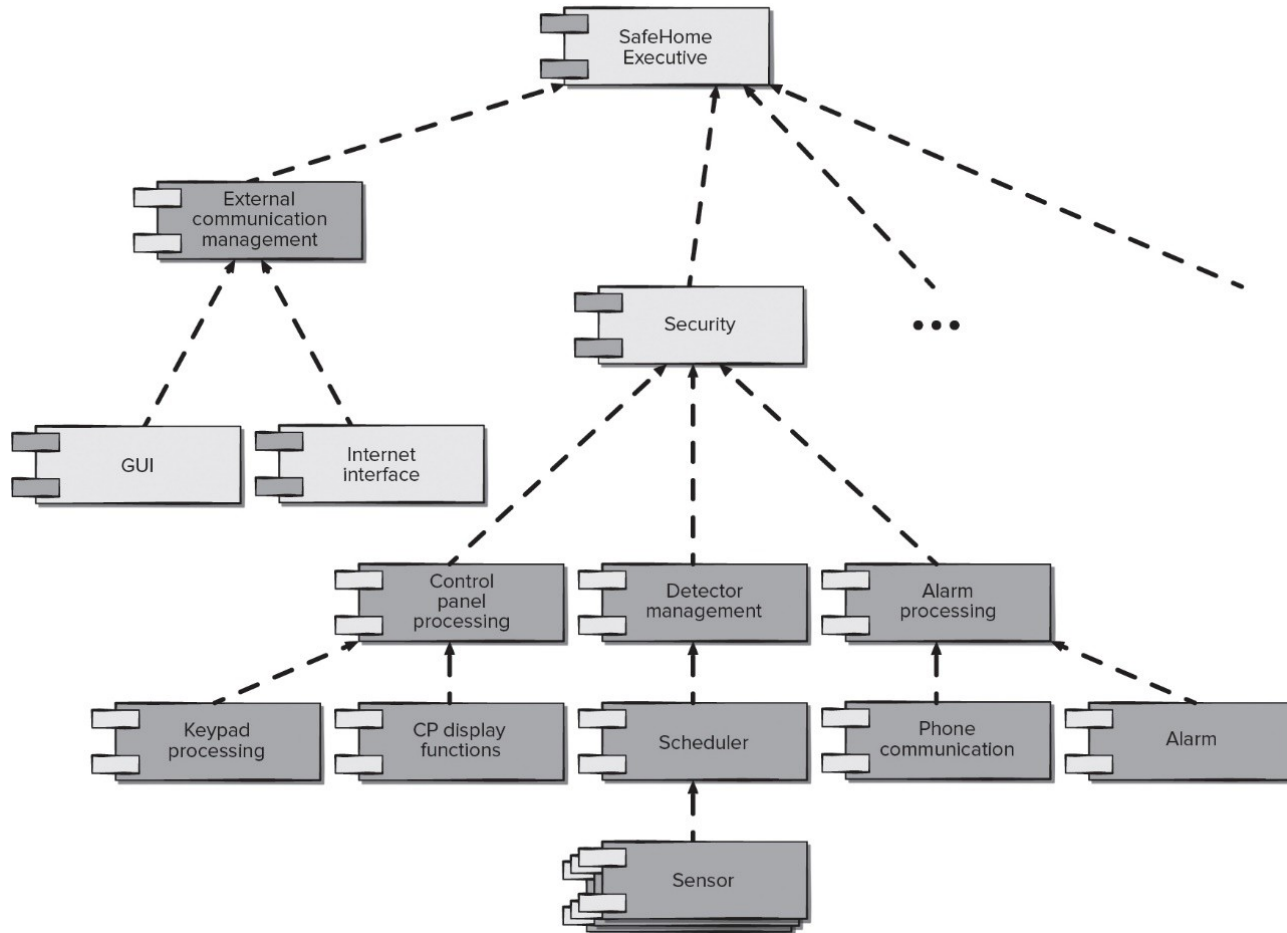 SafeHome
Executive
External
communication
management
Security
GUI
Internet
interface
Control
panel
processing
Detector
management
Alarm
processing
Keypad
processing
CP display
functions
Scheduler
Phone
communication
Alarm
Sensor